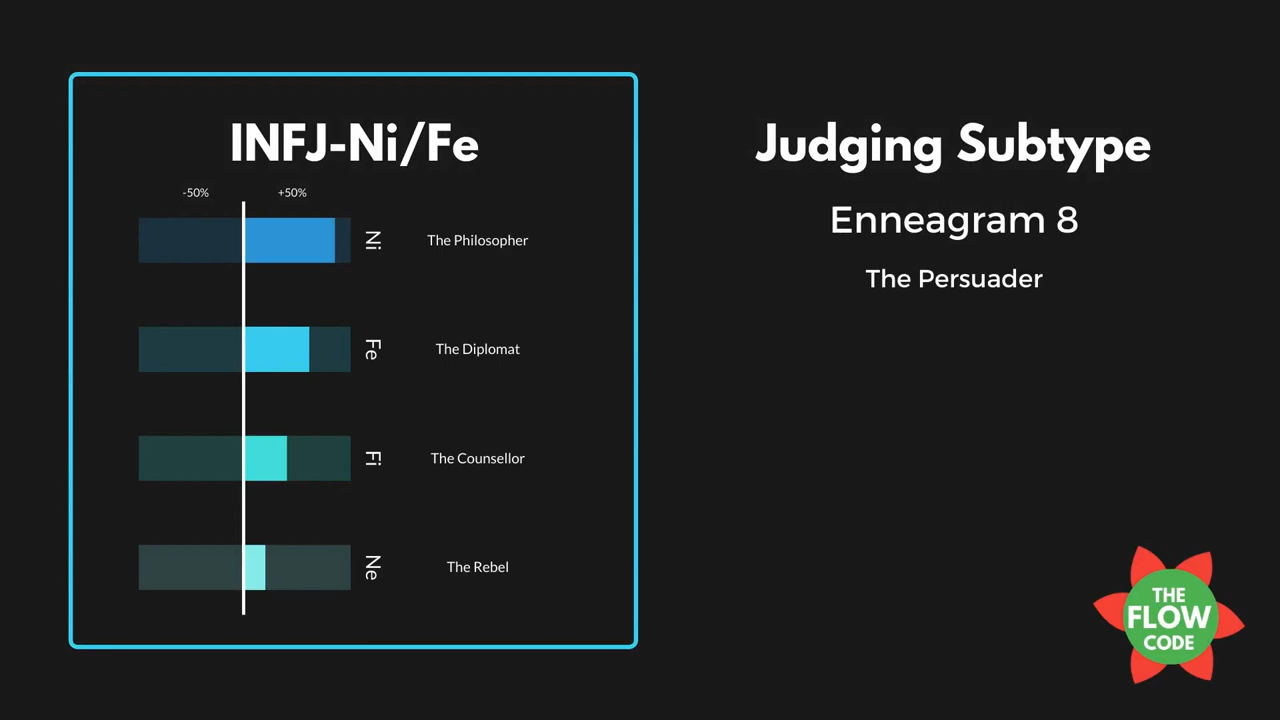 INFJ-Ni/Fe
-50%
+50%
Ni
The Philosopher
Fe
The Diplomat
Fi
The Counsellor
Ne
The Rebel
Judging Subtype
Enneagram 8
The Persuader
THE
FLOW
CODE